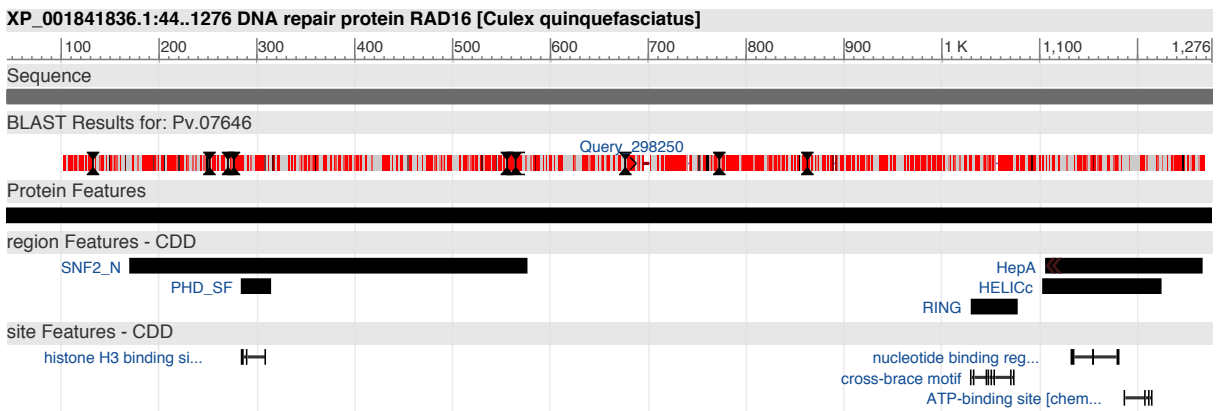 XP_001841836.1:44..1276 DNA repair protein RAD16 [Culex quinquefasciatus]
100 200 300 400 500 600 700 800 900 1 K 1,100 1,276
Sequence
BLAST Results for: Pv.07646
Query_298250
Protein Features
region Features - CDD
SNF2_N HepA
PHD_SF HELICc
RING
site Features - CDD
histone H3 binding si... nucleotide binding reg...
cross-brace motif
ATP-binding site [chem...